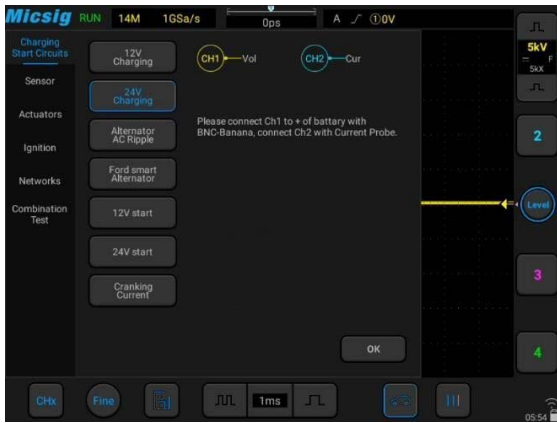 Micsig RUN 14M 1GSa/s 0ps A ①0V
Charging
Start Circuits
Sensor
Actuators
Ignition
Networks
Combination
Test
12V
Charging
24V
Charging
Alternator
AC Ripple
Ford smart
Alternator
12V start
24V start
Cranking
Current
CH1 Vol CH2 Cur
Please connect Ch1 to + of battary with
BNC-Banana, connect Ch2 with Current Probe.
OK
5kV
F
5kX
2
Level
3
4
CHx Fine 1ms
05:54